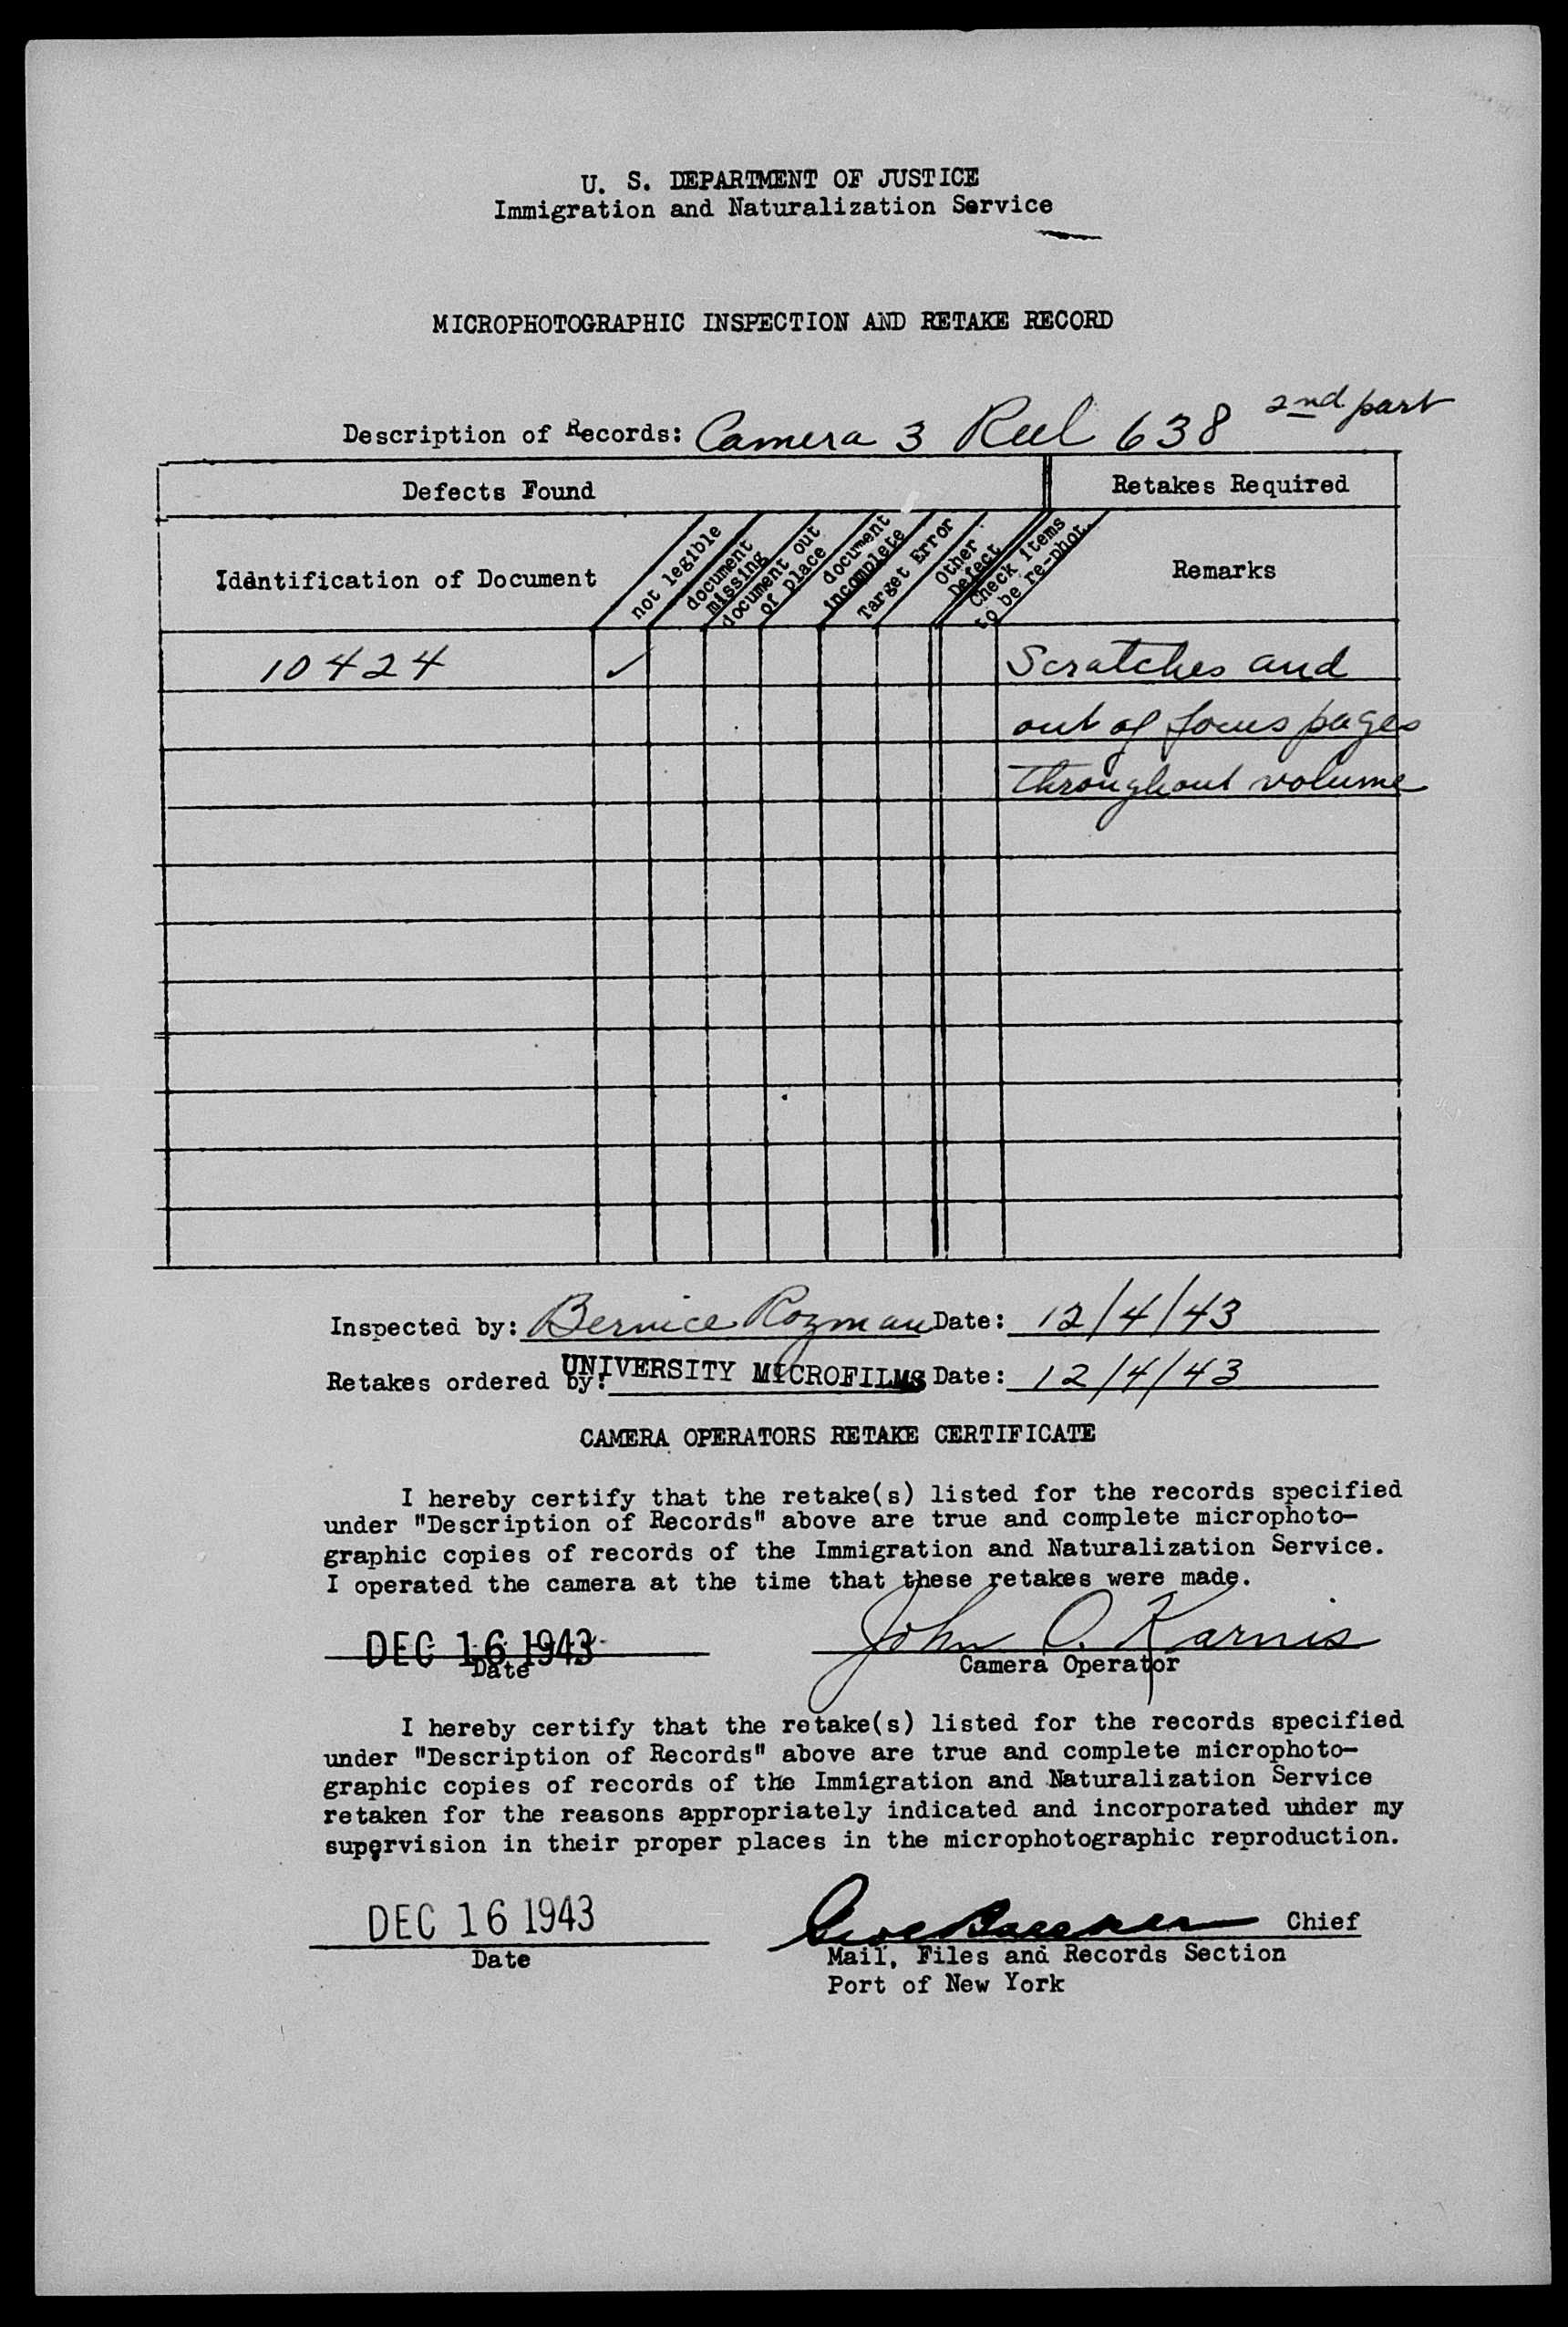 U. S. DEPARTMENT OF JUSTICE
Immigration and Naturalization Service
MICROPHOTOGRAPHIC INSPECTION AND RETAKE RECORD
Description of Records: Camera 3 Reel 638 2nd part
Defects Found
Retakes Required
Identification of Document
not legible
document missing
document out of place
document incomplete
Target Error
Other Defect
Check items to be re-phot.
Remarks
10424 ✓ Scratches and
out of focus pages
throughout volume
Inspected by: Bernice Rozman Date: 12/4/43
Retakes ordered by: UNIVERSITY MICROFILMS Date: 12/4/43
CAMERA OPERATORS RETAKE CERTIFICATE
I hereby certify that the retake(s) listed for the records specified
under "Description of Records" above are true and complete microphoto-
graphic copies of records of the Immigration and Naturalization Service.
I operated the camera at the time that these retakes were made.
DEC 16 1943 John O. Karnis
Date Camera Operator
I hereby certify that the retake(s) listed for the records specified
under "Description of Records" above are true and complete microphoto-
graphic copies of records of the Immigration and Naturalization Service
retaken for the reasons appropriately indicated and incorporated under my
supervision in their proper places in the microphotographic reproduction.
DEC 16 1943 Chief
Date Mail, Files and Records Section
Port of New York